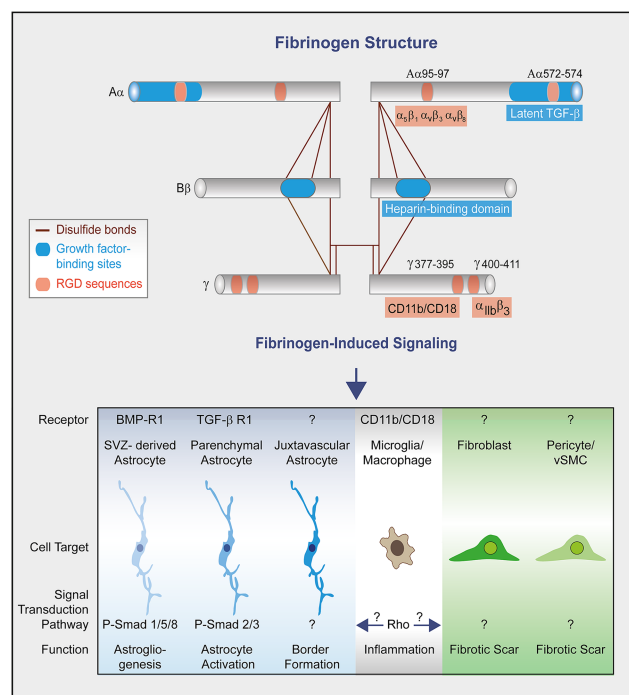 Fibrinogen Structure
Aα95-97
Aα572-574
Aα
α5β1, αvβ3 αvβ8
Latent TGF-β
Bβ
Heparin-binding domain
Disulfide bonds
Growth factor-
binding sites
RGD sequences
γ377-395
γ400-411
γ
CD11b/CD18
αIIbβ3
Fibrinogen-Induced Signaling
Receptor
BMP-R1
TGF-β R1
?
CD11b/CD18
?
?
SVZ- derived
Astrocyte
Parenchymal
Astrocyte
Juxtavascular
Astrocyte
Microglia/
Macrophage
Fibroblast
Pericyte/
vSMC
Cell Target
Signal
Transduction
Pathway
P-Smad 1/5/8
P-Smad 2/3
?
? Rho ?
?
?
Function
Astroglio-
genesis
Astrocyte
Activation
Border
Formation
Inflammation
Fibrotic Scar
Fibrotic Scar